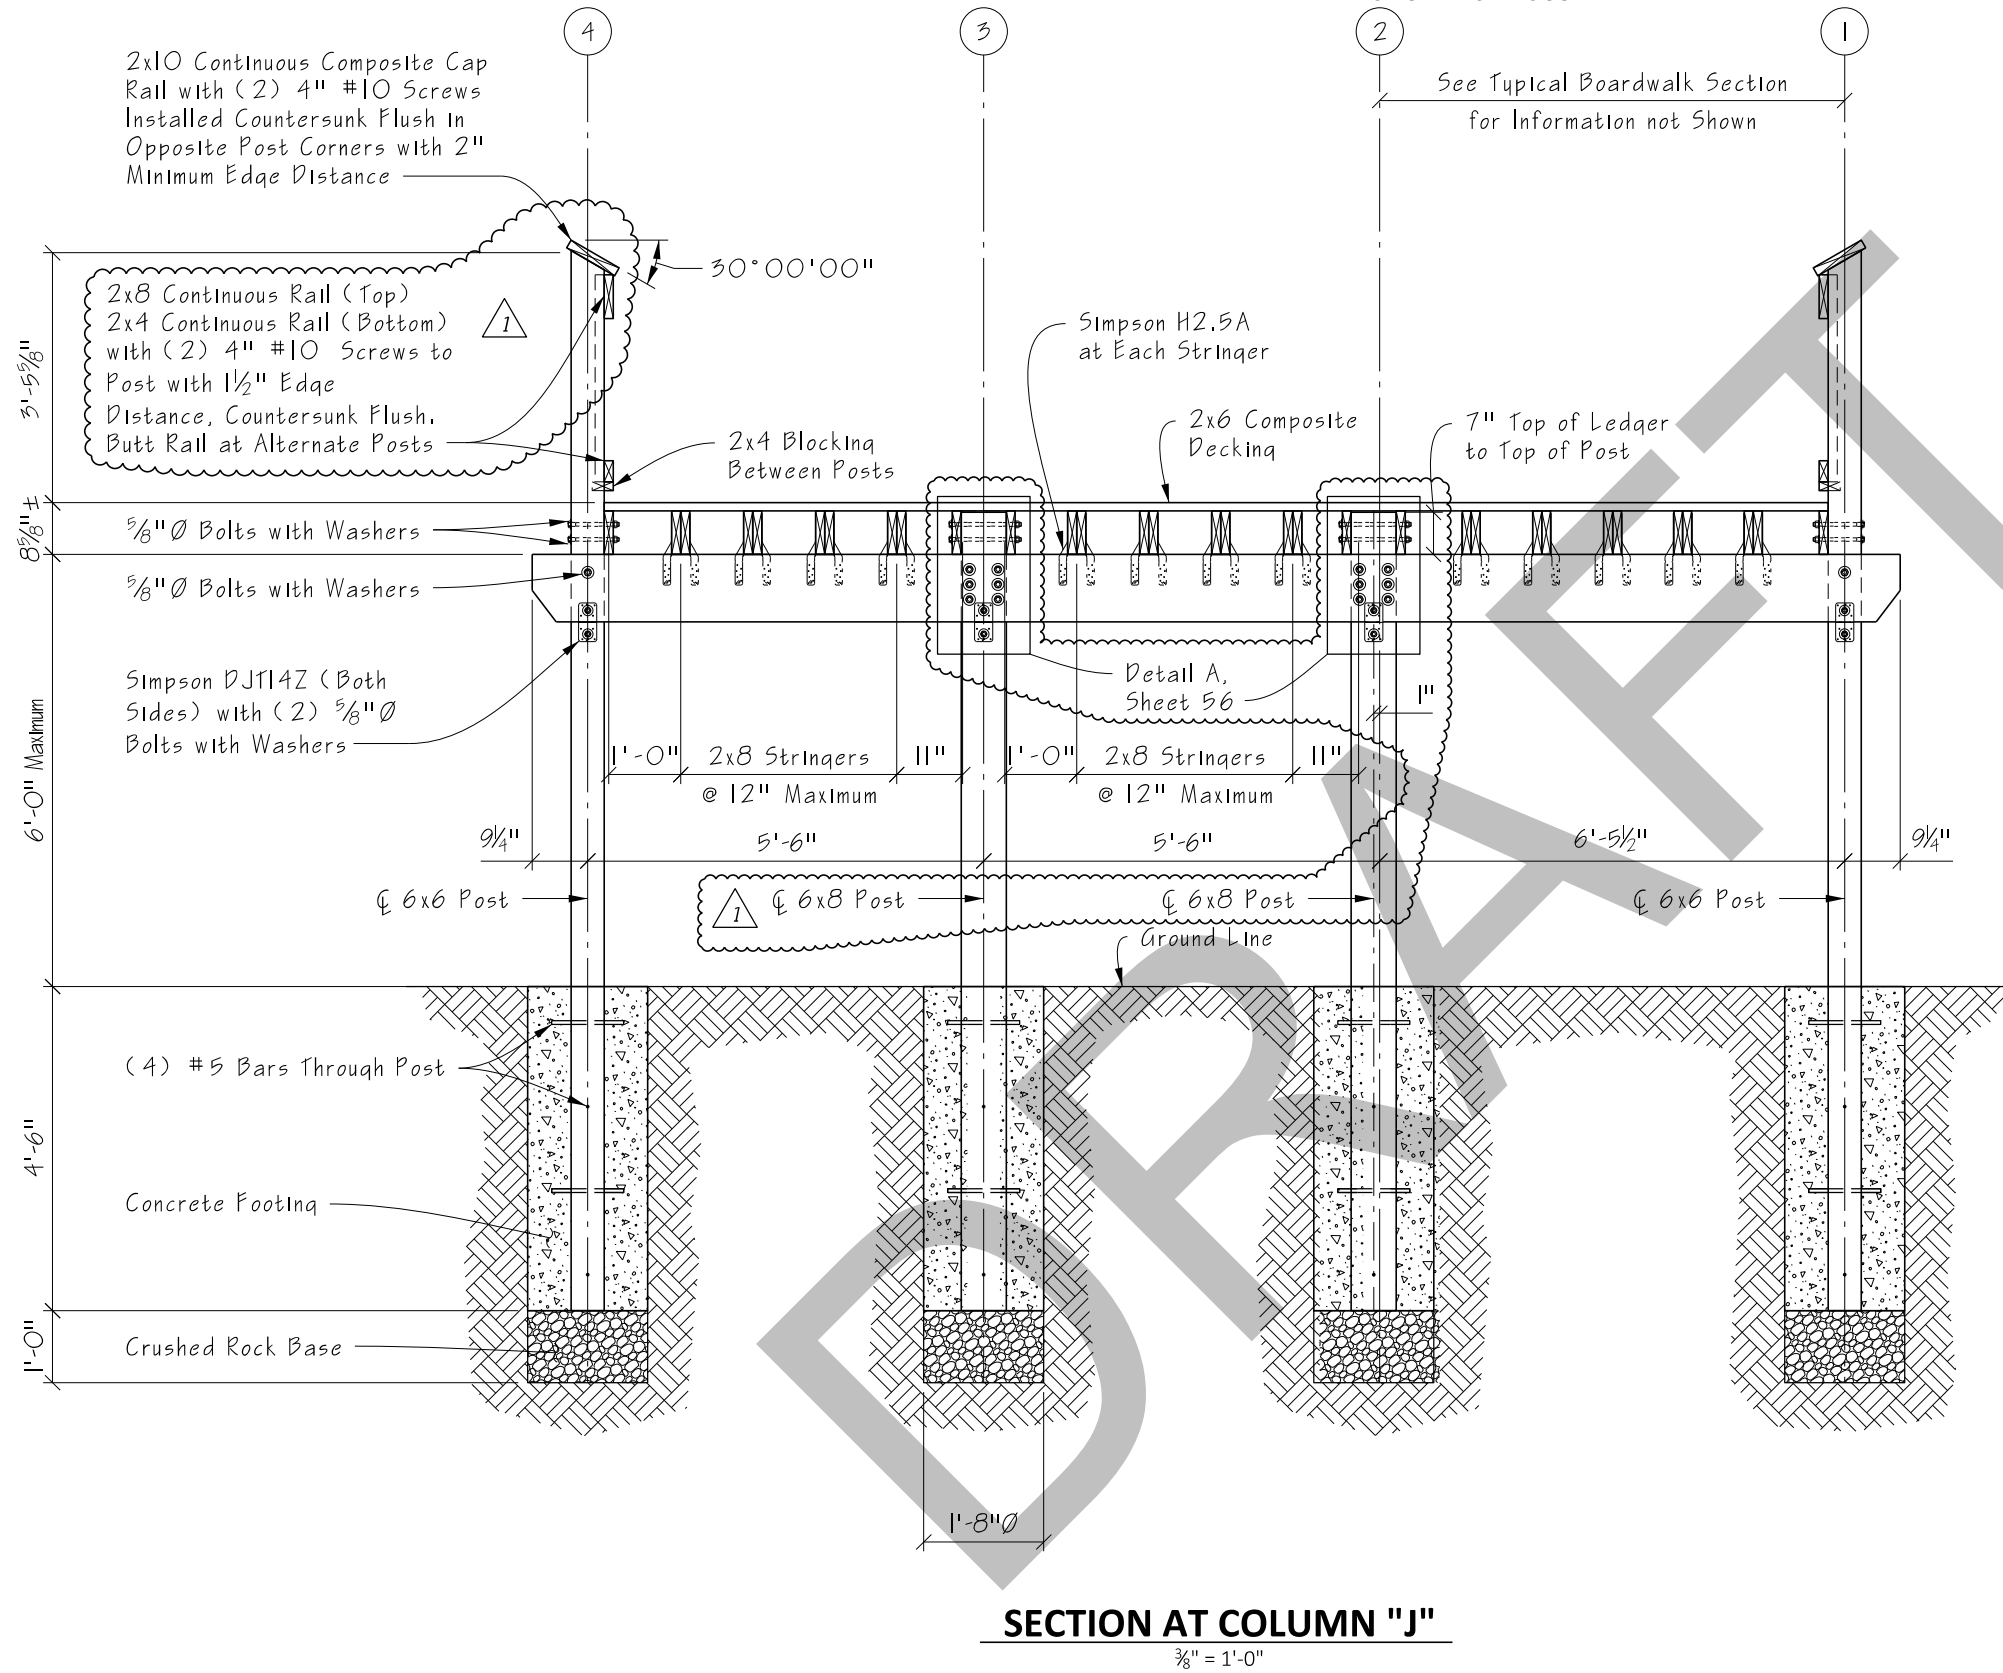 4
3
2
1
2x10 Continuous Composite Cap
Rail with (2) 4" #10 Screws
Installed Countersunk Flush in
Opposite Post Corners with 2"
Minimum Edge Distance
See Typical Boardwalk Section
for Information not Shown
30°00'00"
2x8 Continuous Rail (Top)
2x4 Continuous Rail (Bottom)
with (2) 4" #10 Screws to
Post with 1½" Edge
Distance, Countersunk Flush.
Butt Rail at Alternate Posts
1
3'-5⅝"
Simpson H2.5A
at Each Stringer
2x4 Blocking
Between Posts
2x6 Composite
Decking
7" Top of Ledger
to Top of Post
8⅝" ±
⅝"Ø Bolts with Washers
⅝"Ø Bolts with Washers
Simpson DJT14Z (Both
Sides) with (2) ⅝"Ø
Bolts with Washers
Detail A,
Sheet 56
1"
6'-0" Maximum
1'-0"
2x8 Stringers
@ 12" Maximum
11"
1'-0"
2x8 Stringers
@ 12" Maximum
11"
9¼"
5'-6"
5'-6"
6'-5½"
9¼"
℄ 6x6 Post
1
℄ 6x8 Post
℄ 6x8 Post
℄ 6x6 Post
Ground Line
(4) #5 Bars Through Post
4'-6"
Concrete Footing
1'-0"
Crushed Rock Base
1'-8"Ø
DRAFT
SECTION AT COLUMN "J"
⅜" = 1'-0"